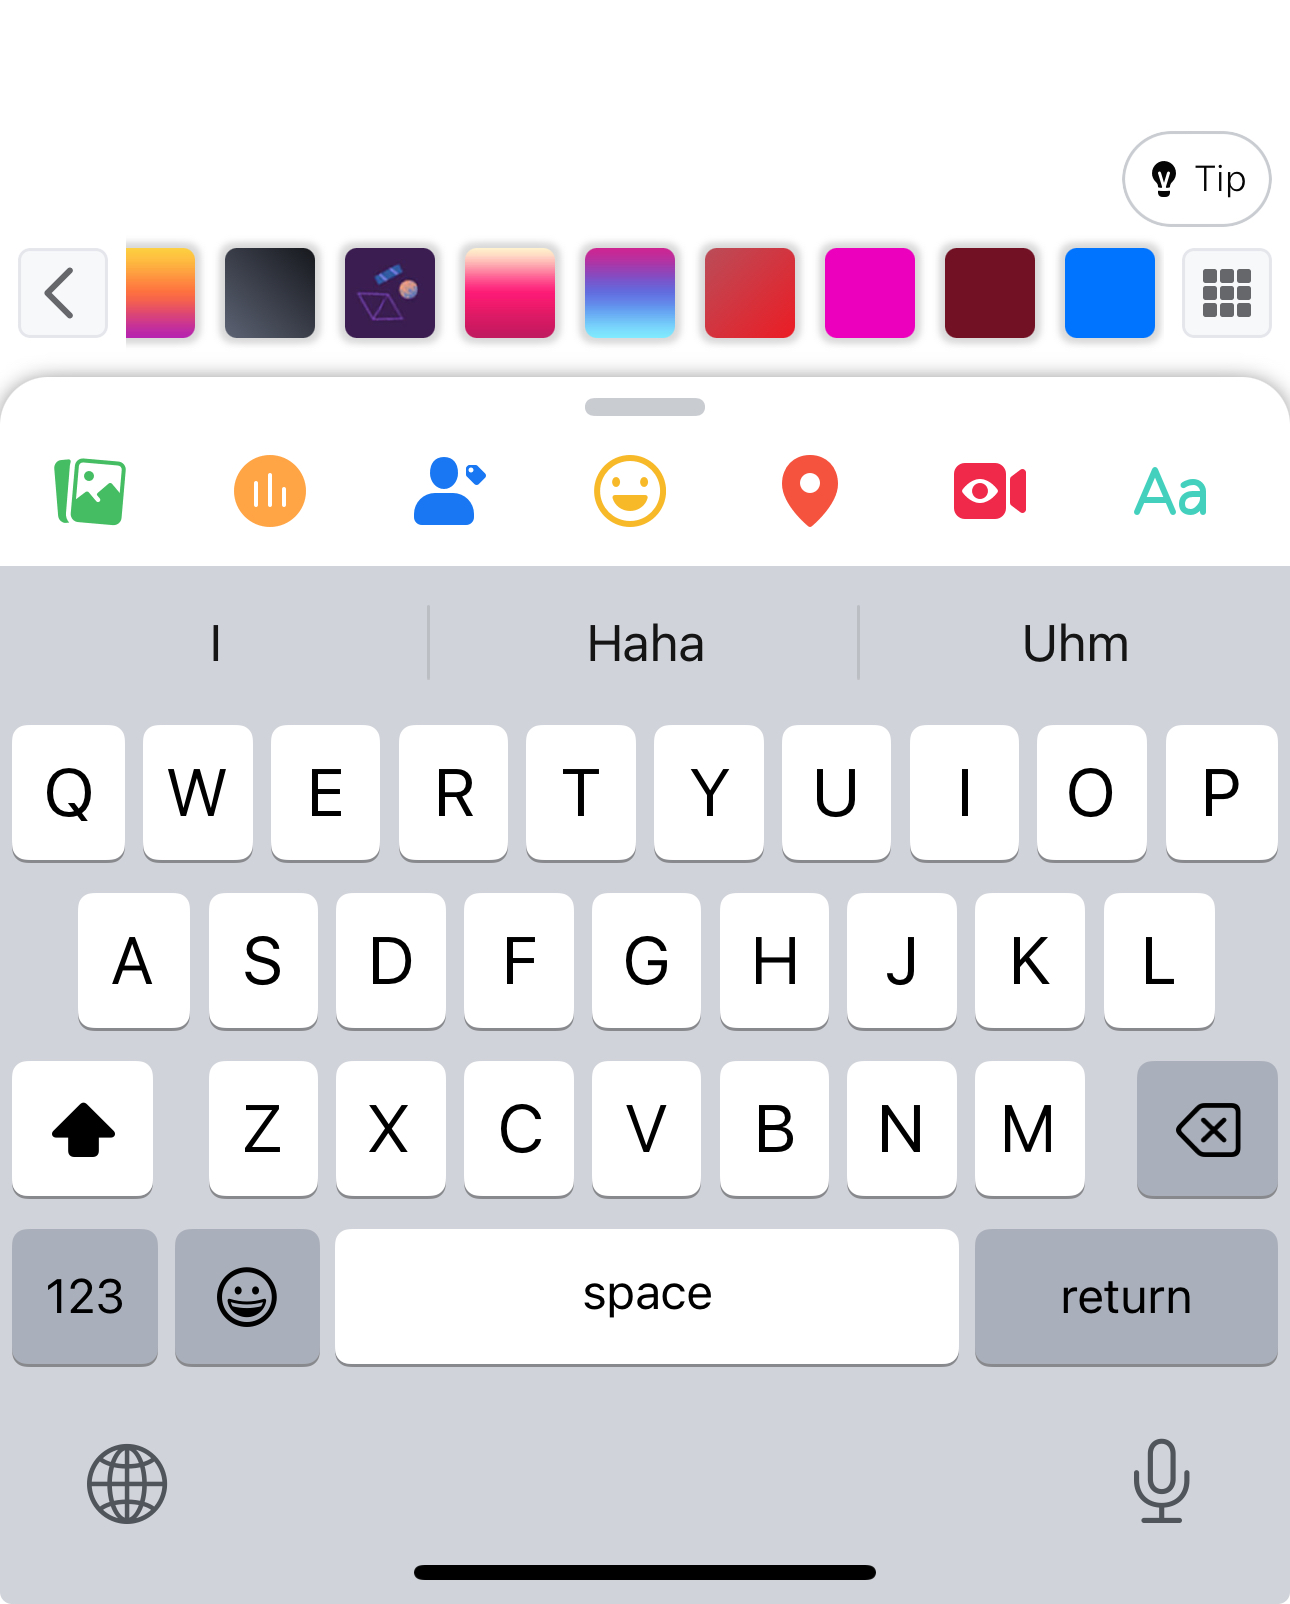 Tip
Aa
I Haha Uhm
Q W E R T Y U I O P
A S D F G H J K L
Z X C V B N M
123 space return